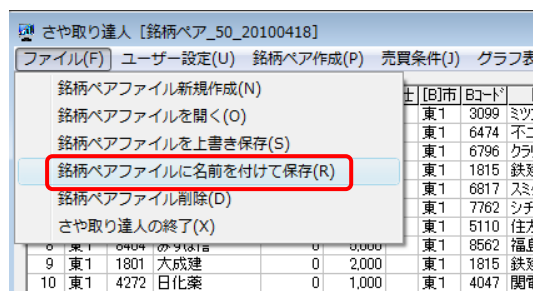 さや取り達人 [銘柄ペア_50_20100418]
ファイル(F) ユーザー設定(U) 銘柄ペア作成(P) 売買条件(J) グラフ表
銘柄ペアファイル新規作成(N)
銘柄ペアファイルを開く(O)
銘柄ペアファイルを上書き保存(S)
銘柄ペアファイルに名前を付けて保存(R)
銘柄ペアファイル削除(D)
さや取り達人の終了(X)
[B]市 Bコード
東1 3099 ミツ
東1 6474 不二
東1 6796 クラリ
東1 1815 鉄建
東1 6817 スミ
東1 7762 シチ
東1 5110 住
東1 8562 福島
9 東1 1801 大成建 0 2,000 東1 1815 鉄建
10 東1 4272 日化薬 0 1,000 東1 4047 関電